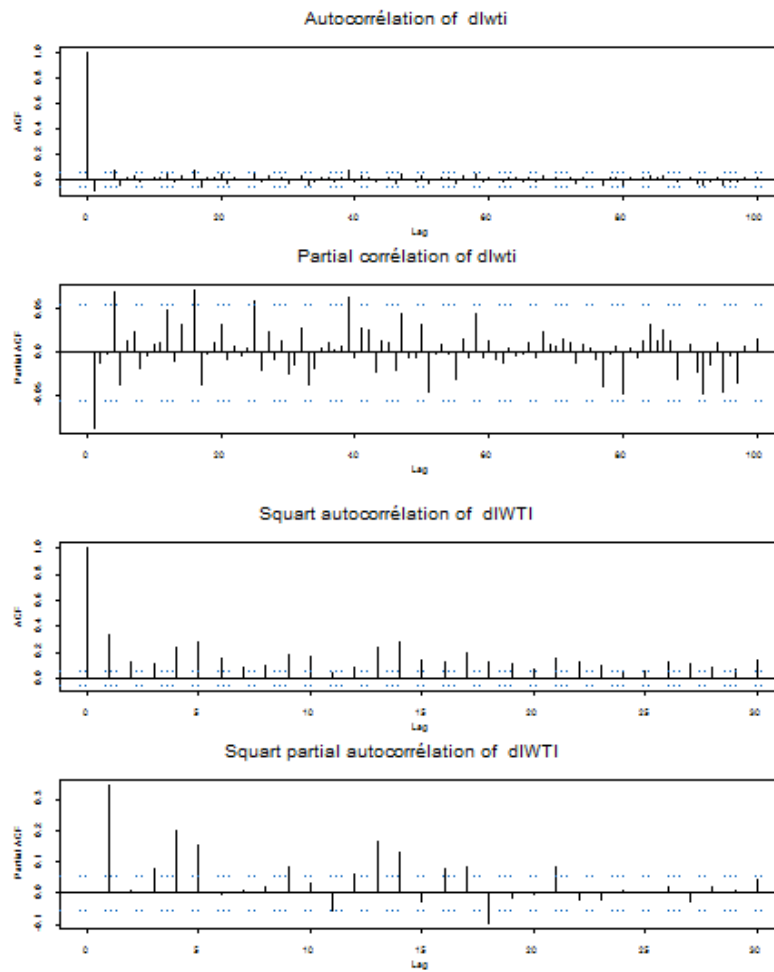 Autocorrélation of dlwti
ACF
1.0
0.8
0.6
0.4
0.2
0.0
0 20 40 60 80 100
Lag
Partial corrélation of dlwti
Partial ACF
0.05
0.0
-0.05
0 20 40 60 80 100
Lag
Squart autocorrélation of dlWTI
ACF
1.0
0.8
0.6
0.4
0.2
0.0
0 5 10 15 20 25 30
Lag
Squart partial autocorrélation of dlWTI
Partial ACF
0.3
0.2
0.1
0.0
-0.1
0 5 10 15 20 25 30
Lag